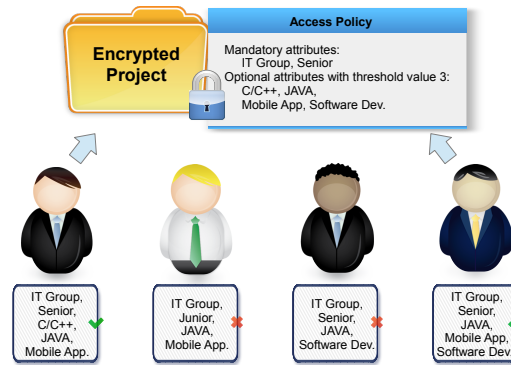 Encrypted
Project
Access Policy
Mandatory attributes:
IT Group, Senior
Optional attributes with threshold value 3:
C/C++, JAVA,
Mobile App, Software Dev.
IT Group,
Senior,
C/C++,
JAVA,
Mobile App.
IT Group,
Junior,
JAVA,
Mobile App.
IT Group,
Senior,
JAVA,
Software Dev.
IT Group,
Senior,
JAVA,
Mobile App,
Software Dev.